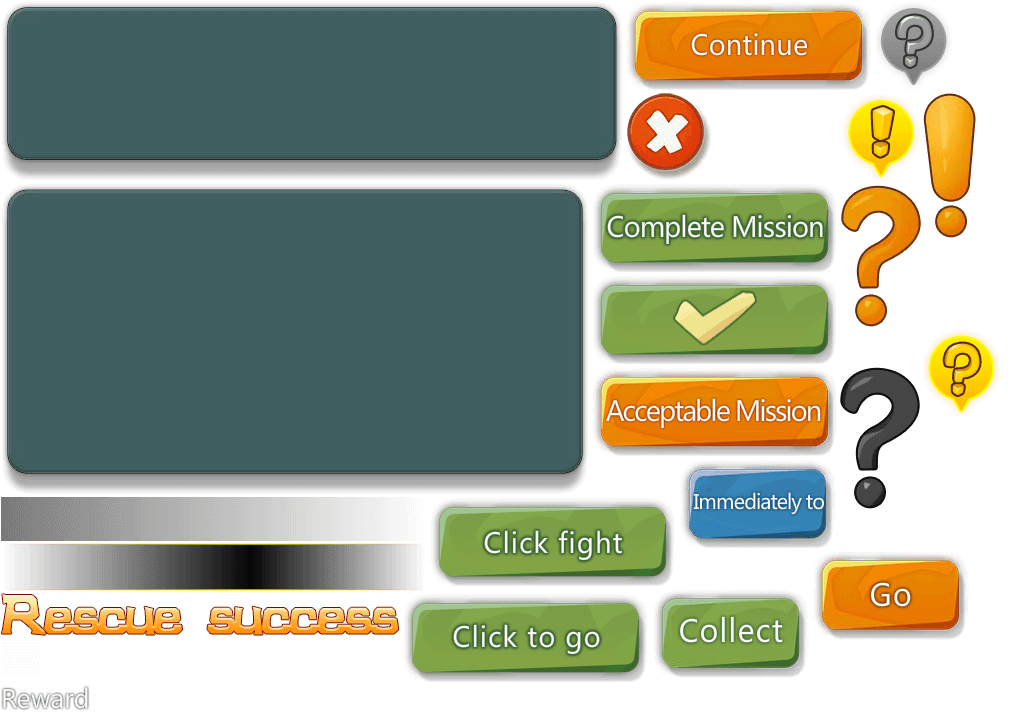 Continue
Complete Mission
Acceptable Mission
Immediately to
Click fight
Go
Rescue success
Click to go
Collect
Reward